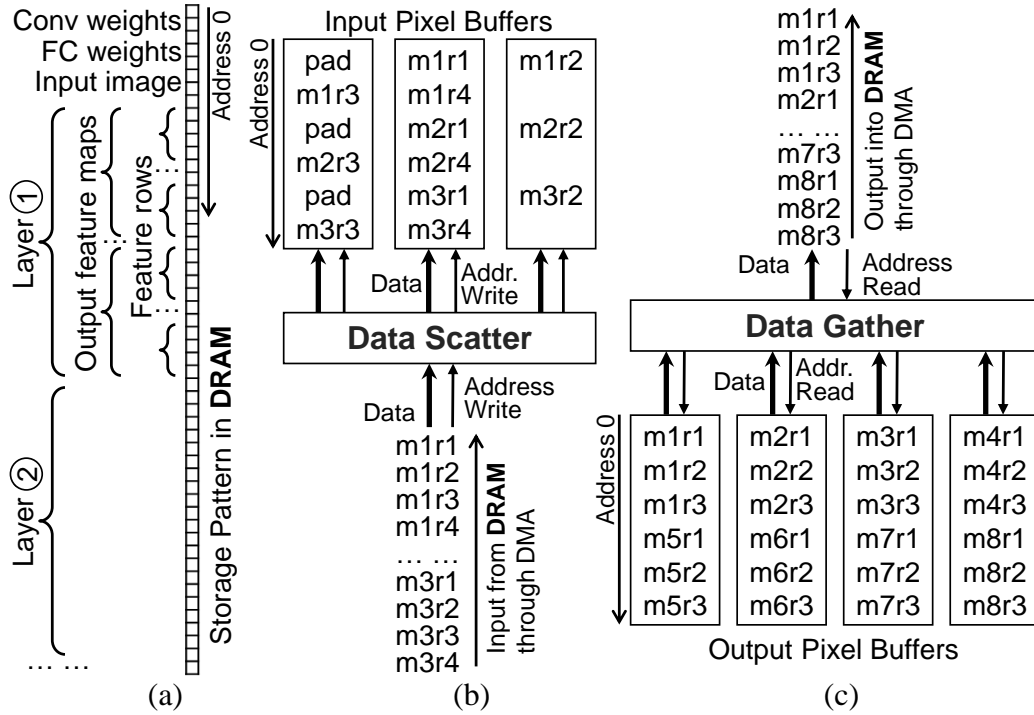 Conv weights
FC weights
Input image
Address 0
Layer 1
Output feature maps
Feature rows
...
...
...
Layer 2
... ...
Storage Pattern in DRAM
(a)
Input Pixel Buffers
Address 0
pad
m1r3
pad
m2r3
pad
m3r3
m1r1
m1r4
m2r1
m2r4
m3r1
m3r4
m1r2
m2r2
m3r2
Data
Addr.
Write
Data Scatter
Data
Address
Write
m1r1
m1r2
m1r3
m1r4
... ...
m3r1
m3r2
m3r3
m3r4
Input from DRAM
through DMA
(b)
m1r1
m1r2
m1r3
m2r1
... ...
m7r3
m8r1
m8r2
m8r3
Output into DRAM
through DMA
Data
Address
Read
Data Gather
Data
Addr.
Read
Address 0
m1r1
m1r2
m1r3
m5r1
m5r2
m5r3
m2r1
m2r2
m2r3
m6r1
m6r2
m6r3
m3r1
m3r2
m3r3
m7r1
m7r2
m7r3
m4r1
m4r2
m4r3
m8r1
m8r2
m8r3
Output Pixel Buffers
(c)